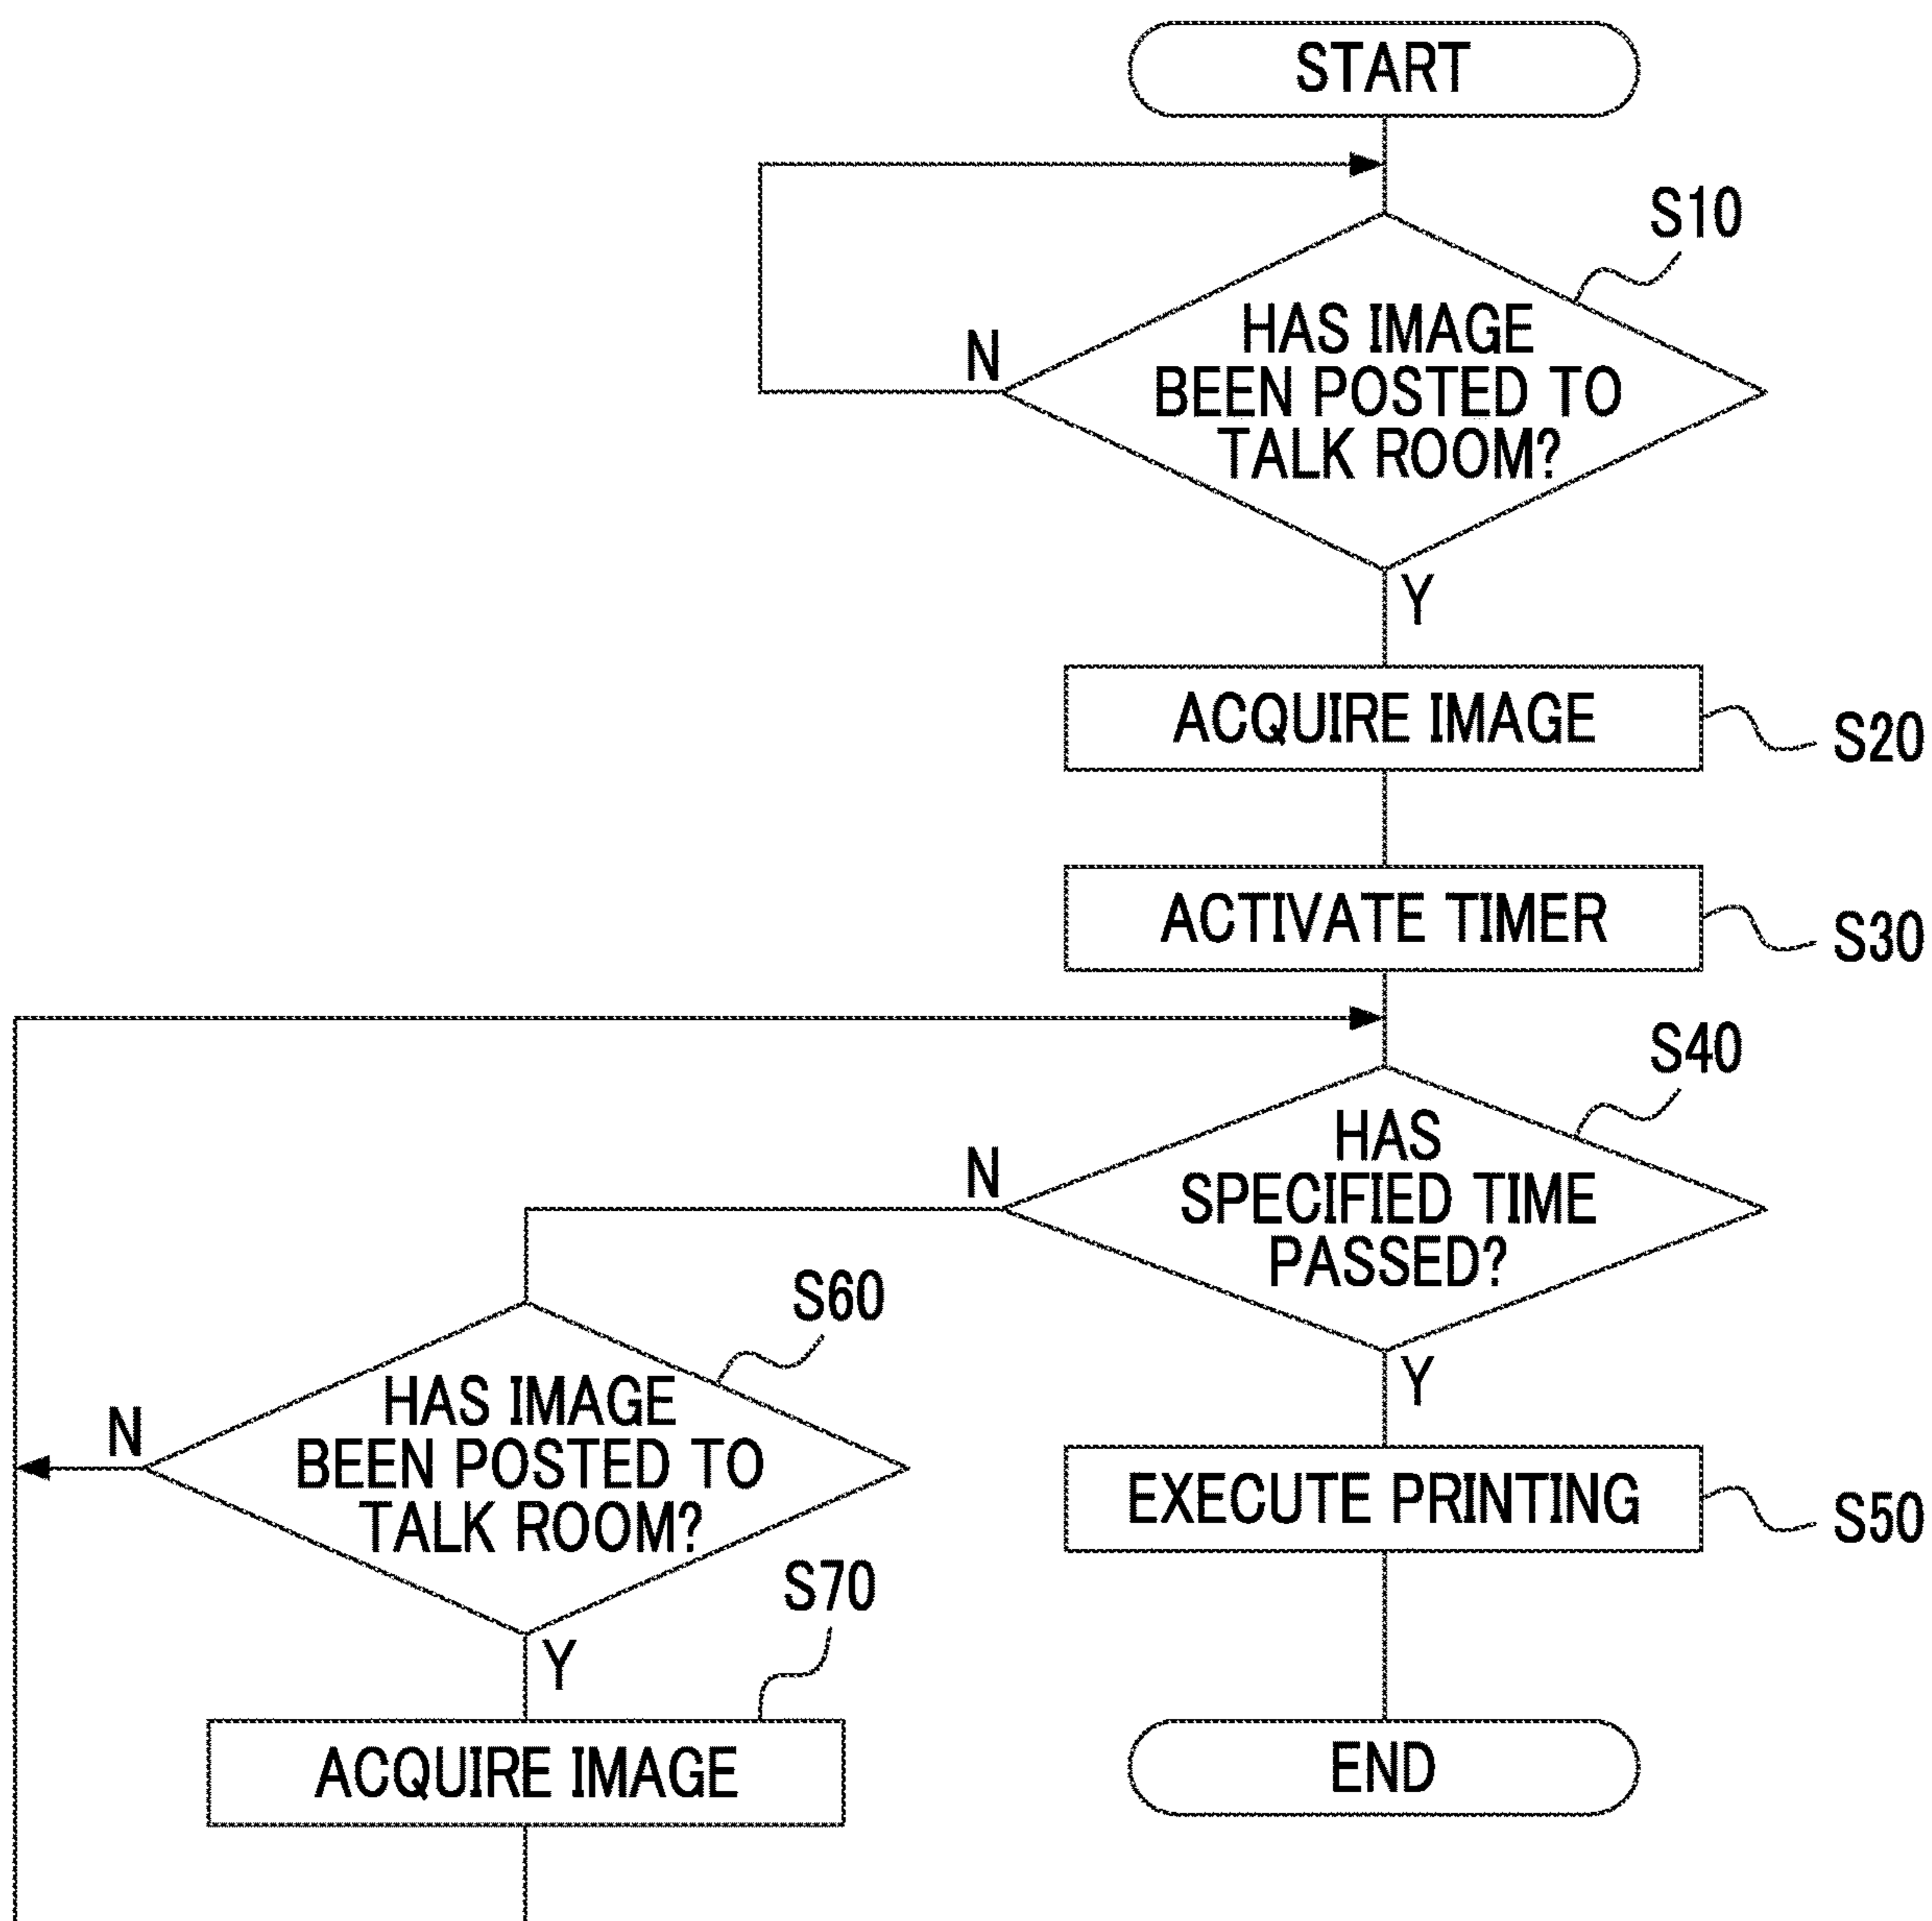 START
S10
HAS IMAGE
BEEN POSTED TO
TALK ROOM?
N
Y
ACQUIRE IMAGE
S20
ACTIVATE TIMER
S30
S40
HAS
SPECIFIED TIME
PASSED?
N
Y
EXECUTE PRINTING
S50
END
S60
HAS IMAGE
BEEN POSTED TO
TALK ROOM?
N
Y
S70
ACQUIRE IMAGE